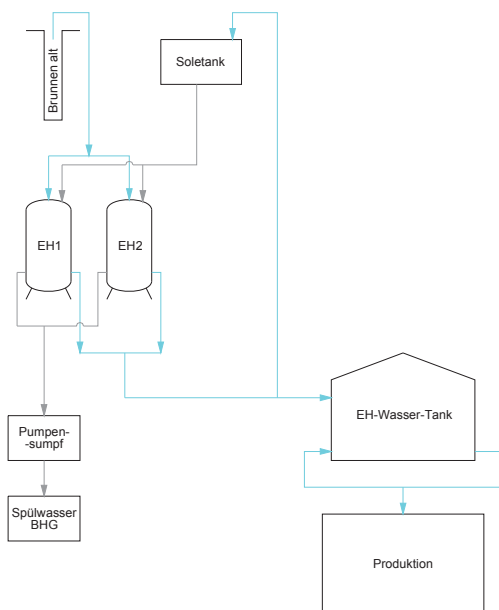 Brunnen alt
Soletank
EH1
EH2
EH-Wasser-Tank
Pumpen-
-sumpf
Spülwasser
BHG
Produktion